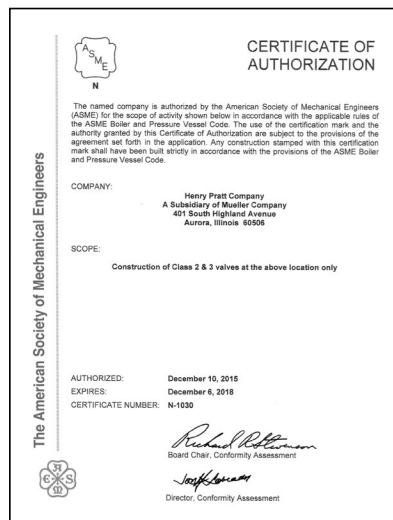 ASME
N
CERTIFICATE OF
AUTHORIZATION
The named company is authorized by the American Society of Mechanical Engineers
(ASME) for the scope of activity shown below in accordance with the applicable rules of
the ASME Boiler and Pressure Vessel Code. The use of the certification mark and the
authority granted by this Certificate of Authorization are subject to the provisions of the
agreement set forth in the application. Any construction stamped with this certification
mark shall have been built strictly in accordance with the provisions of the ASME Boiler
and Pressure Vessel Code.
COMPANY:
Henry Pratt Company
A Subsidiary of Mueller Company
401 South Highland Avenue
Aurora, Illinois 60506
SCOPE:
Construction of Class 2 & 3 valves at the above location only
AUTHORIZED: December 10, 2015
EXPIRES: December 6, 2018
CERTIFICATE NUMBER: N-1030
Board Chair, Conformity Assessment
Director, Conformity Assessment
The American Society of Mechanical Engineers